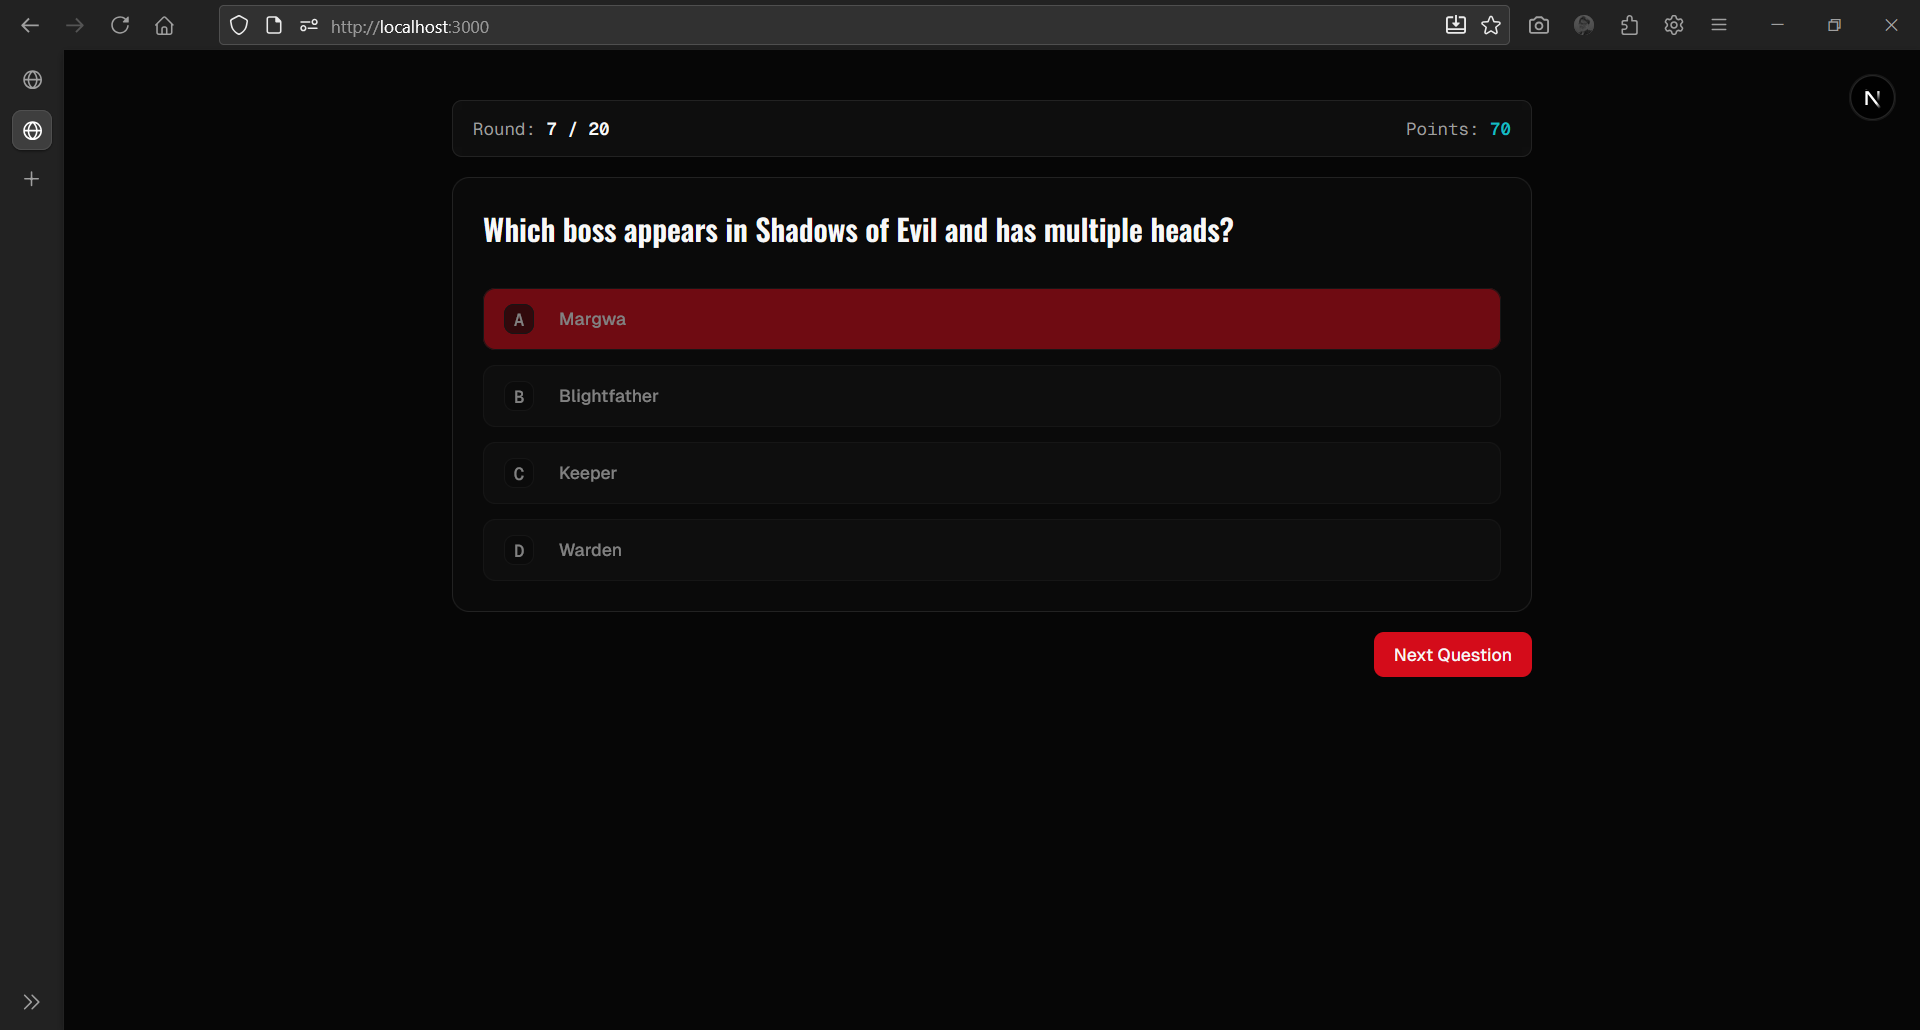 http://localhost:3000
N
Round: 7 / 20
Points: 70
Which boss appears in Shadows of Evil and has multiple heads?
A Margwa
B Blightfather
C Keeper
D Warden
Next Question